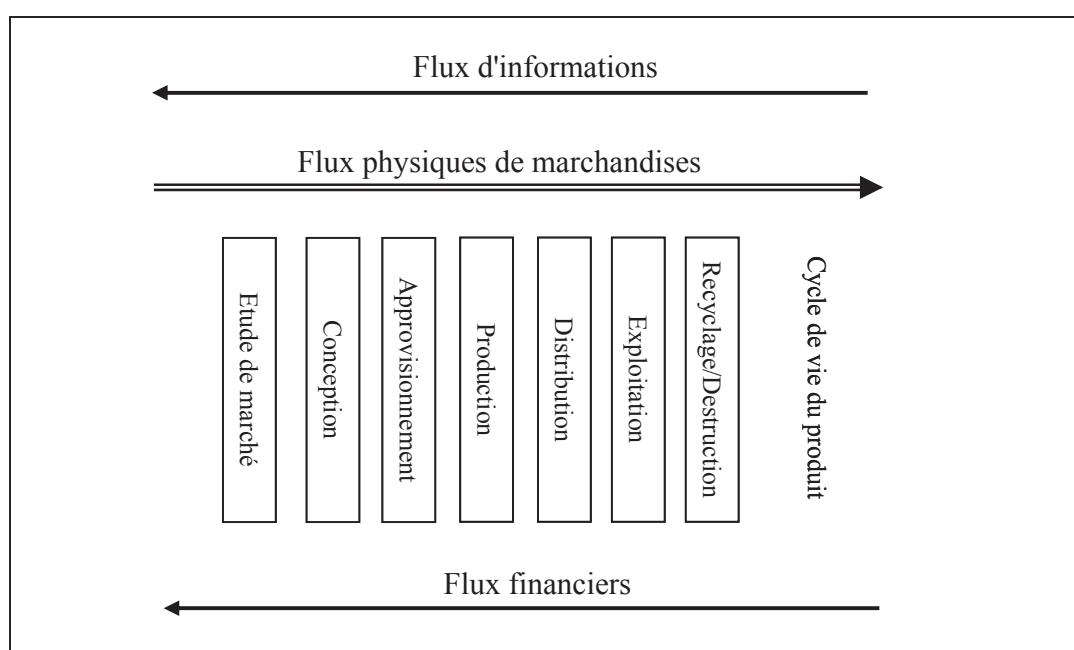 Flux d'informations
Flux physiques de marchandises
Etude de marché
Conception
Approvisionnement
Production
Distribution
Exploitation
Recyclage/Destruction
Cycle de vie du produit
Flux financiers